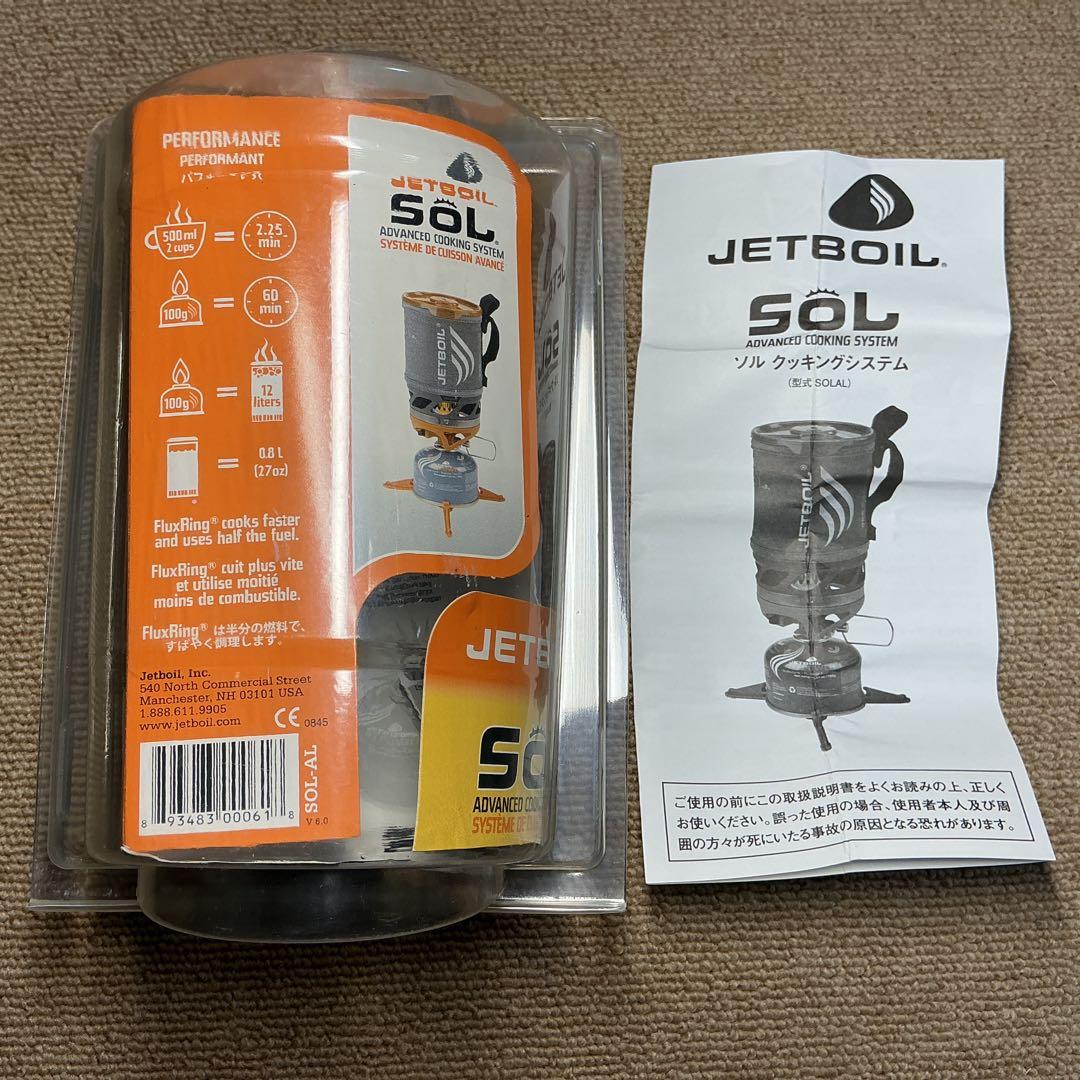 PERFORMANCE
PERFORMANT
500 ml
2 cups
=
2.25
min
100g
=
60
min
100g
=
12
liters
=
0.8 L
(27oz)
FluxRing® cooks faster
and uses half the fuel.
FluxRing® cuit plus vite
et utilise moitié
moins de combustible.
FluxRing® は半分の燃料で、
すばやく調理します。
Jetboil, Inc.
540 North Commercial Street
Manchester, NH 03101 USA
1.888.611.9905
www.jetboil.com
CE 0845
8 93483 00061 8
SOL-AL
V 6.0
JETBOIL
SOL®
ADVANCED COOKING SYSTEM
SYSTÈME DE CUISSON AVANCÉ
JETBOIL®
JETB
SO
ADVANCED COOK
SYSTÈME DE
JETBOIL®
SOL
ADVANCED COOKING SYSTEM
ソル クッキングシステム
(型式 SOLAL)
JETBOIL®
JETBOIL
ご使用の前にこの取扱説明書をよくお読みの上、正しく
お使いください。誤った使用の場合、使用者本人及び周
囲の方々が死にいたる事故の原因となる恐れがあります。